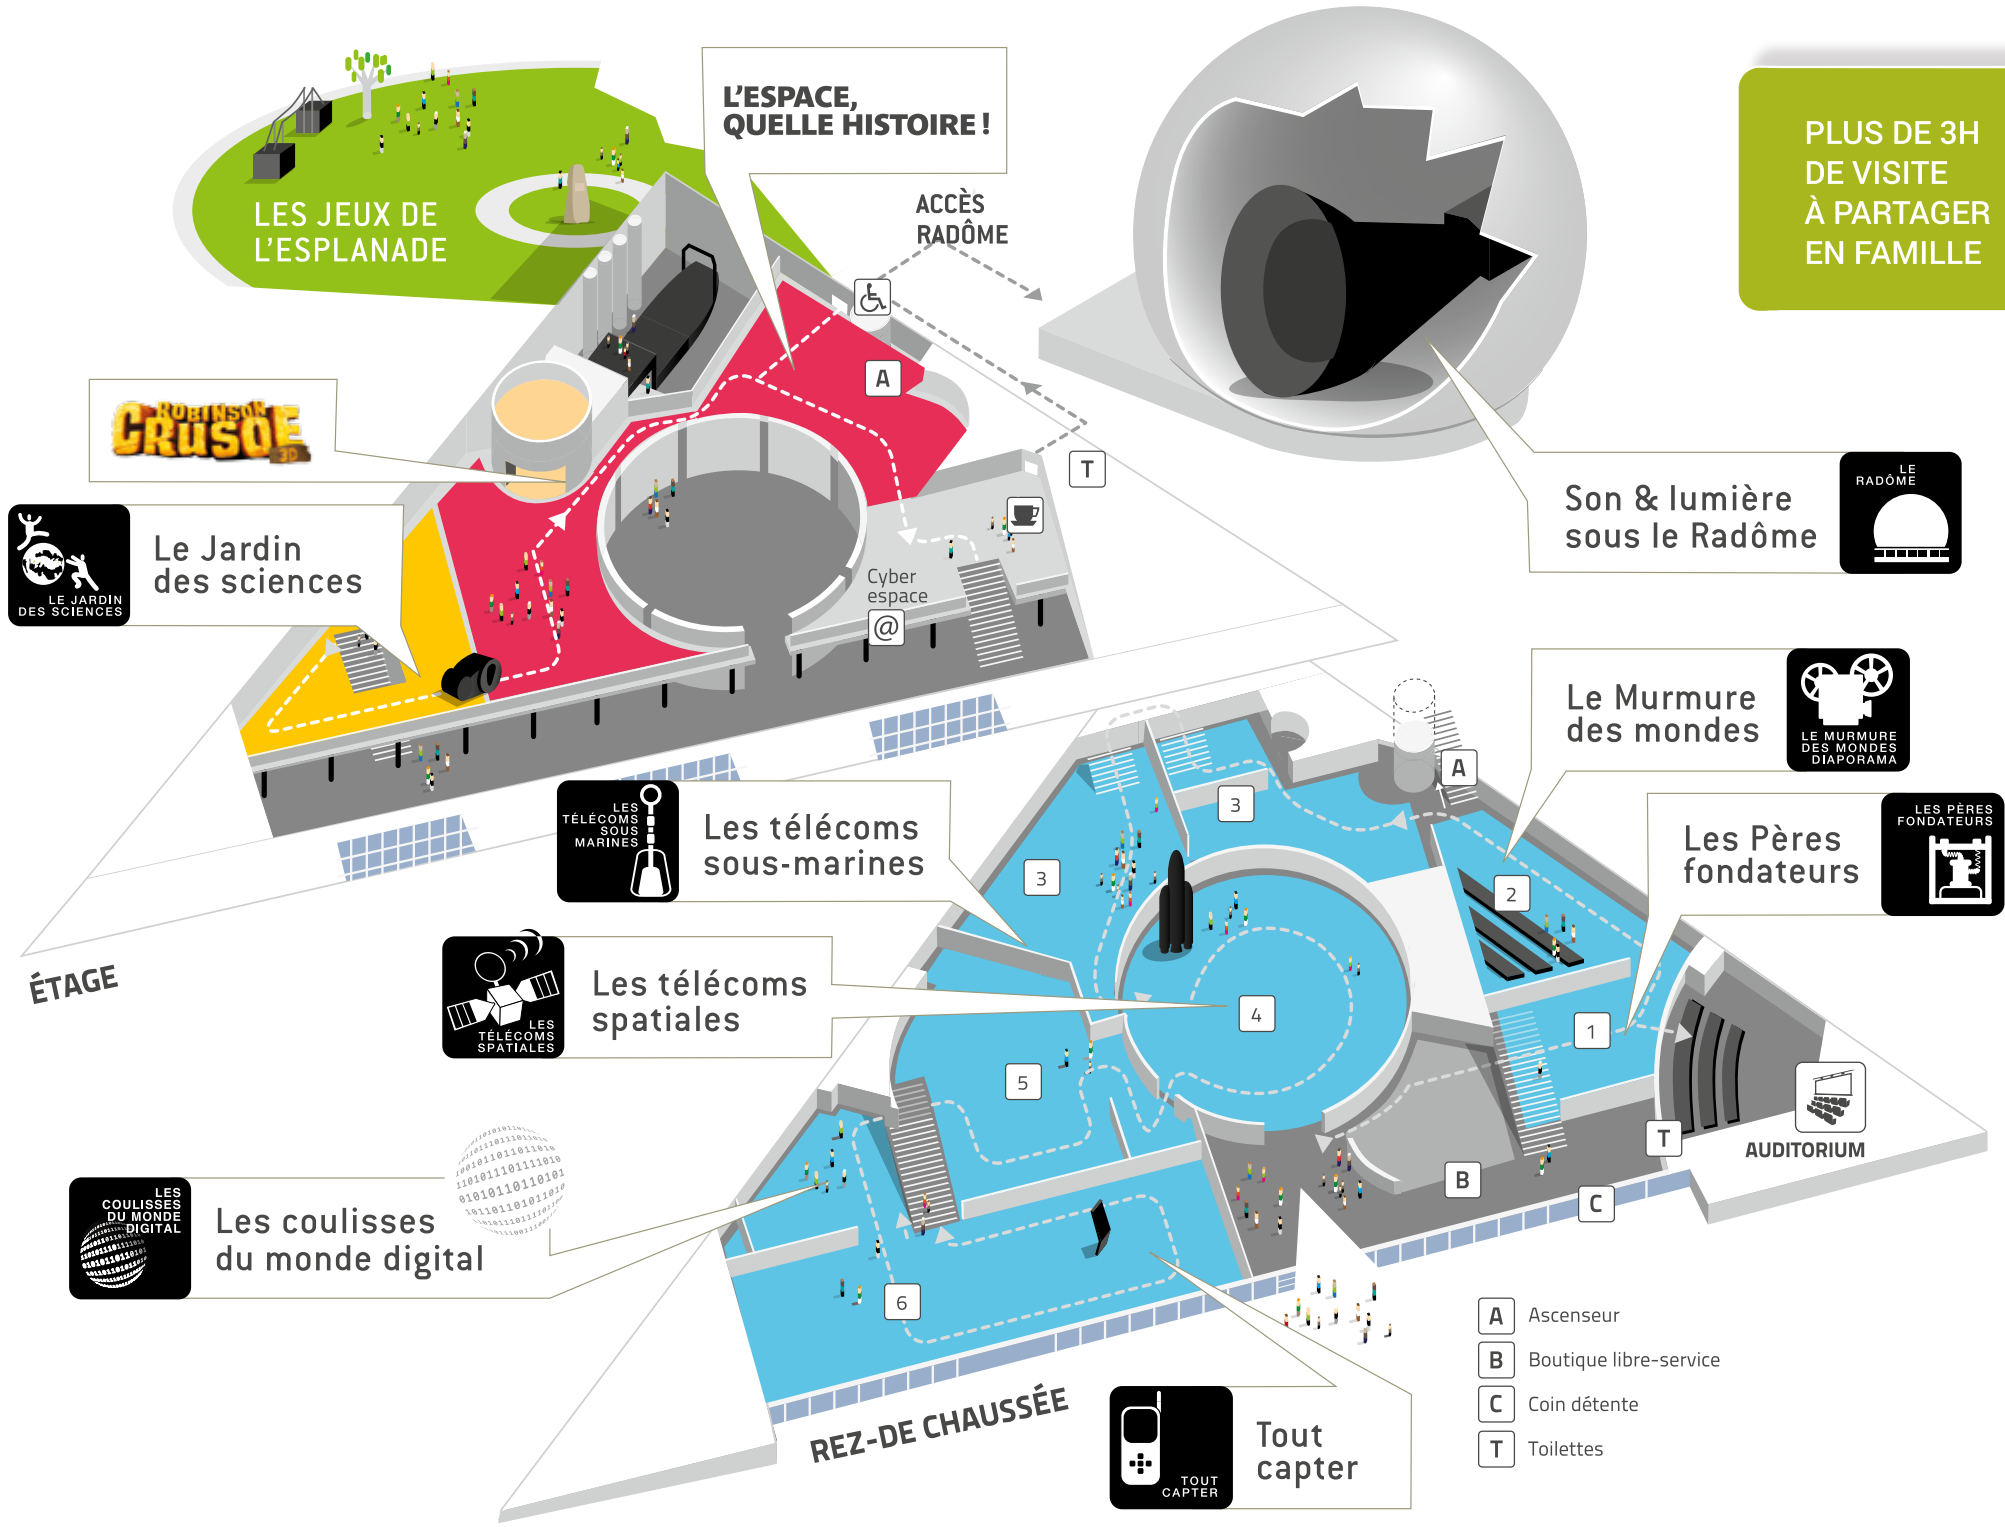 L'ESPACE,
QUELLE HISTOIRE !
PLUS DE 3H
DE VISITE
À PARTAGER
EN FAMILLE
LES JEUX DE
L'ESPLANADE
ACCÈS
RADÔME
A
ROBINSON
CRUSOE
3D
T
LE
RADÔME
Son & lumière
sous le Radôme
LE JARDIN
DES SCIENCES
Le Jardin
des sciences
Cyber
espace
@
Le Murmure
des mondes
LE MURMURE
DES MONDES
DIAPORAMA
A
3
LES
TÉLÉCOMS
SOUS
MARINES
Les télécoms
sous-marines
3
2
Les Pères
fondateurs
LES PÈRES
FONDATEURS
ÉTAGE
LES
TÉLÉCOMS
SPATIALES
Les télécoms
spatiales
4
1
5
T
AUDITORIUM
B
C
LES
COULISSES
DU MONDE
DIGITAL
Les coulisses
du monde digital
6
REZ-DE CHAUSSÉE
TOUT
CAPTER
Tout
capter
A Ascenseur
B Boutique libre-service
C Coin détente
T Toilettes